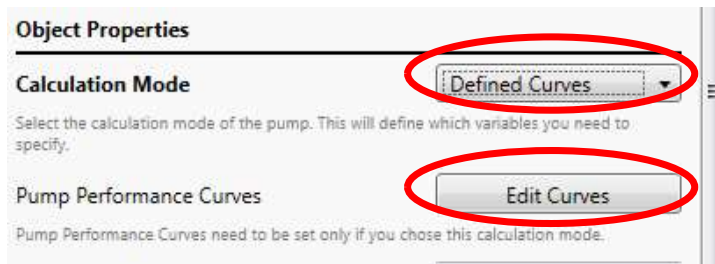 Object Properties
Calculation Mode Defined Curves
Select the calculation mode of the pump. This will define which variables you need to
specify.
Pump Performance Curves Edit Curves
Pump Performance Curves need to be set only if you chose this calculation mode.